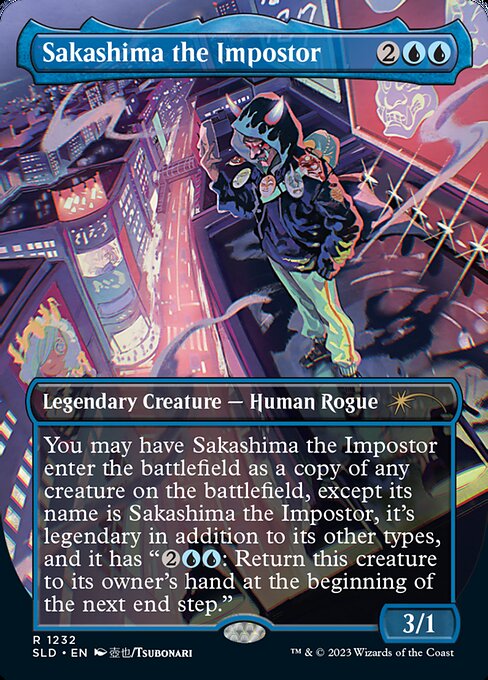 Sakashima the Impostor 2
Legendary Creature — Human Rogue
You may have Sakashima the Impostor
enter the battlefield as a copy of any
creature on the battlefield, except its
name is Sakashima the Impostor, it's
legendary in addition to its other types,
and it has “2: Return this creature
to its owner's hand at the beginning of
the next end step.”
3/1
R 1232
SLD • EN 壺也/Tsubonari
™ & © 2023 Wizards of the Coast